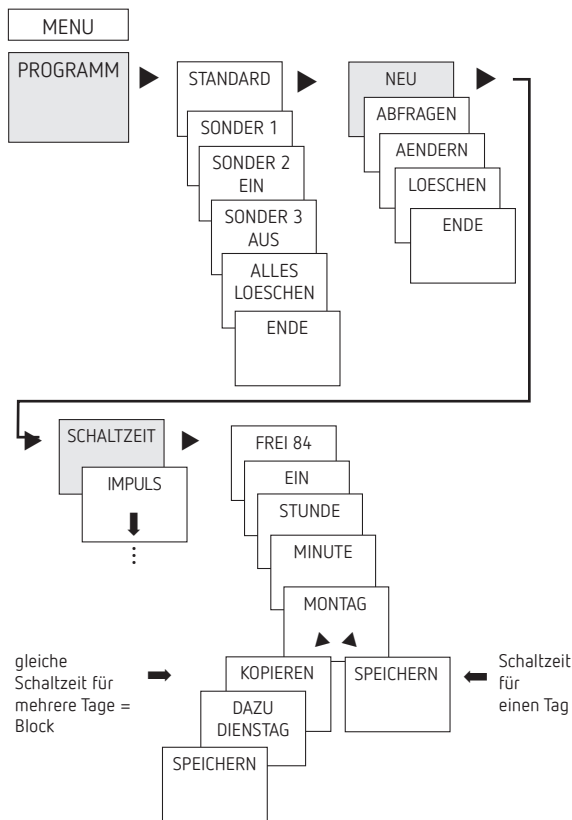 MENU
PROGRAMM
STANDARD
SONDER 1
SONDER 2
EIN
SONDER 3
AUS
ALLES
LOESCHEN
ENDE
NEU
ABFRAGEN
AENDERN
LOESCHEN
ENDE
SCHALTZEIT
IMPULS
FREI 84
EIN
STUNDE
MINUTE
MONTAG
gleiche
Schaltzeit für
mehrere Tage =
Block
KOPIEREN
DAZU
DIENSTAG
SPEICHERN
SPEICHERN
Schaltzeit
für
einen Tag